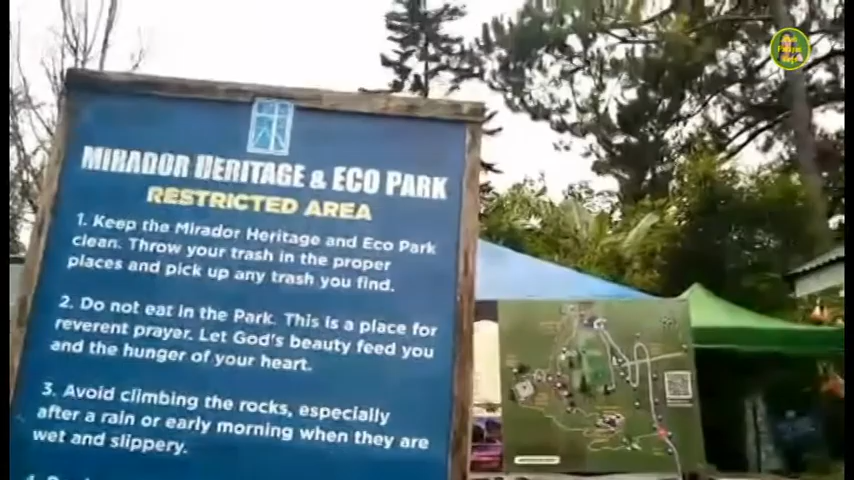 MIRADOR HERITAGE & ECO PARK
RESTRICTED AREA
1. Keep the Mirador Heritage and Eco Park
clean. Throw your trash in the proper
places and pick up any trash you find.
2. Do not eat in the Park. This is a place for
reverent prayer. Let God's beauty feed you
and the hunger of your heart.
3. Avoid climbing the rocks, especially
after a rain or early morning when they are
wet and slippery.